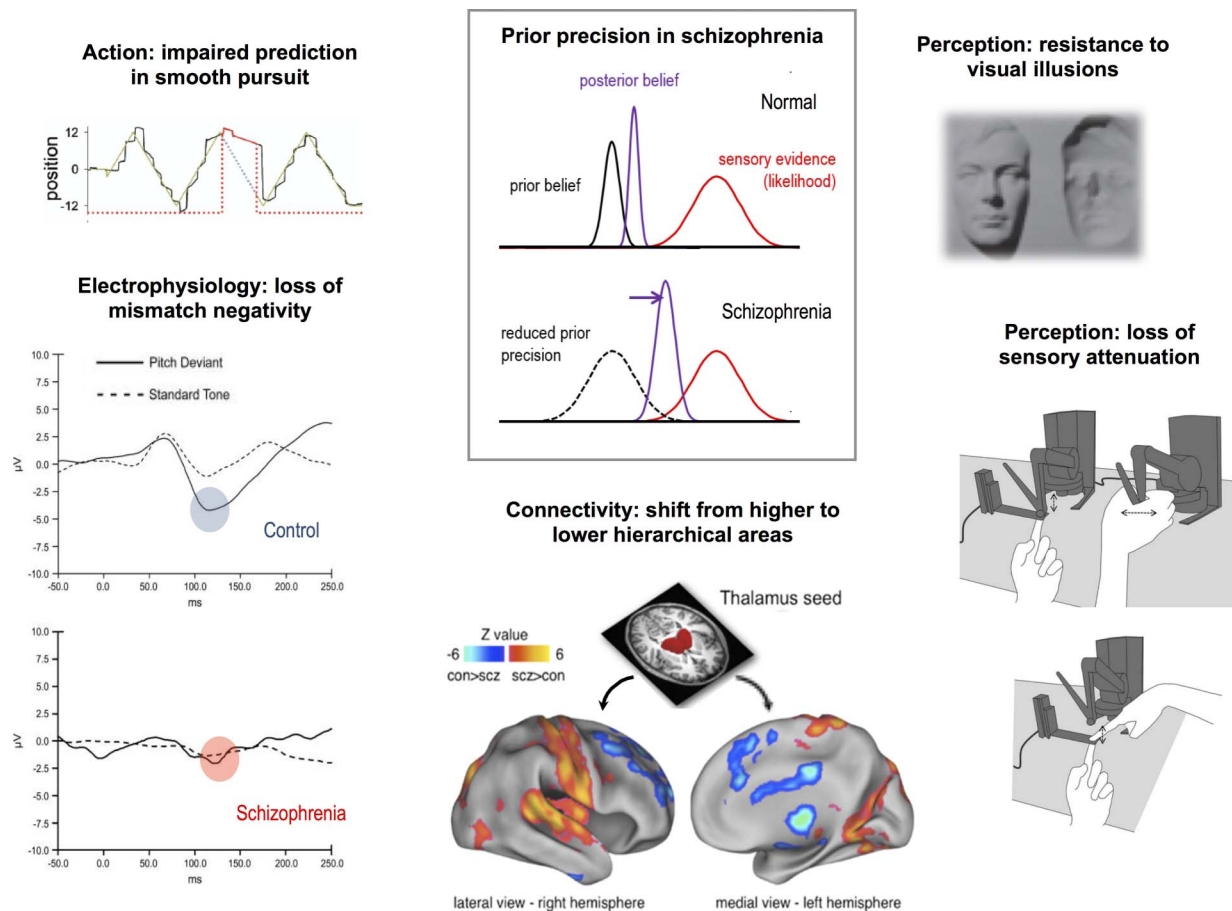 Action: impaired prediction
in smooth pursuit
12
0
-12
position
Electrophysiology: loss of
mismatch negativity
10.0
7.5
5.0
2.5
0.0
-2.5
-5.0
-7.5
-10.0
µV
Pitch Deviant
Standard Tone
Control
-50.0 0.0 50.0 100.0 150.0 200.0 250.0
ms
10.0
7.5
5.0
2.5
0.0
-2.5
-5.0
-7.5
-10.0
µV
Schizophrenia
-50.0 0.0 50.0 100.0 150.0 200.0 250.0
ms
Prior precision in schizophrenia
posterior belief
Normal
sensory evidence
(likelihood)
prior belief
Schizophrenia
reduced prior
precision
Connectivity: shift from higher to
lower hierarchical areas
Thalamus seed
Z value
-6 6
con>scz scz>con
lateral view - right hemisphere
medial view - left hemisphere
Perception: resistance to
visual illusions
Perception: loss of
sensory attenuation